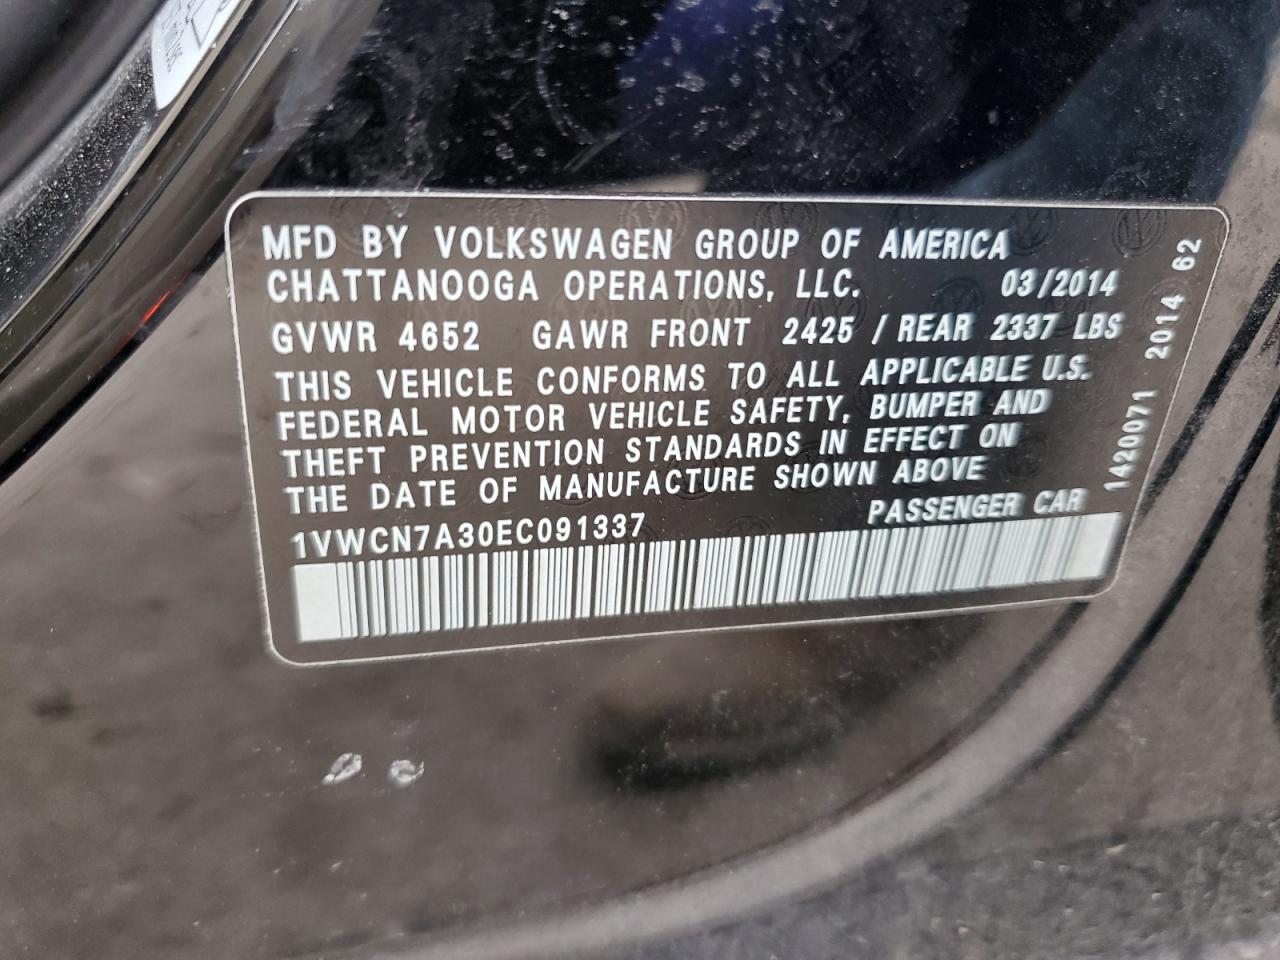 MFD BY VOLKSWAGEN GROUP OF AMERICA
CHATTANOOGA OPERATIONS, LLC. 03/2014
GVWR 4652 GAWR FRONT 2425 / REAR 2337 LBS
THIS VEHICLE CONFORMS TO ALL APPLICABLE U.S.
FEDERAL MOTOR VEHICLE SAFETY, BUMPER AND
THEFT PREVENTION STANDARDS IN EFFECT ON
THE DATE OF MANUFACTURE SHOWN ABOVE
1VWCN7A30EC091337 PASSENGER CAR
1420071 2014 62